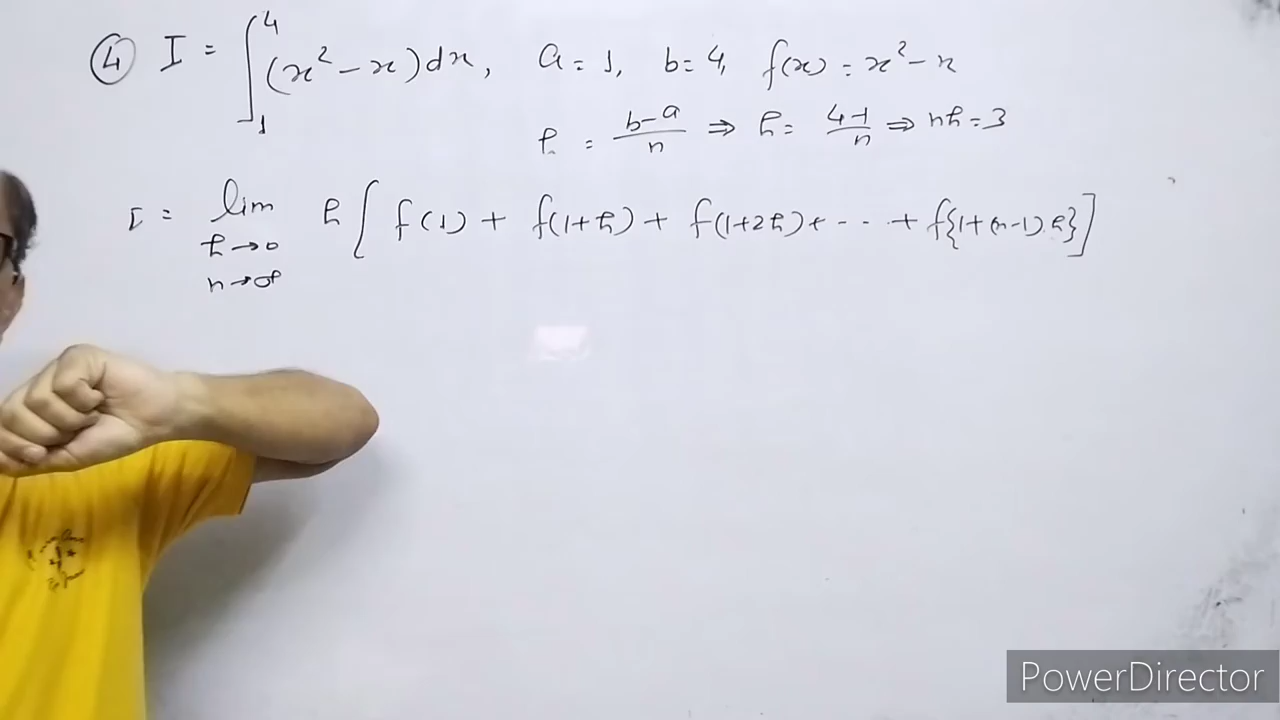 ④ I = ∫₁⁴ (x² − x) dx, a = 1, b = 4, f(x) = x² − x
h = (b−a)/n ⇒ h = (4−1)/n ⇒ nh = 3
I = lim h→0 n→∞ h [ f(1) + f(1+h) + f(1+2h) + - - - + f{1+(n−1)h} ]
PowerDirector